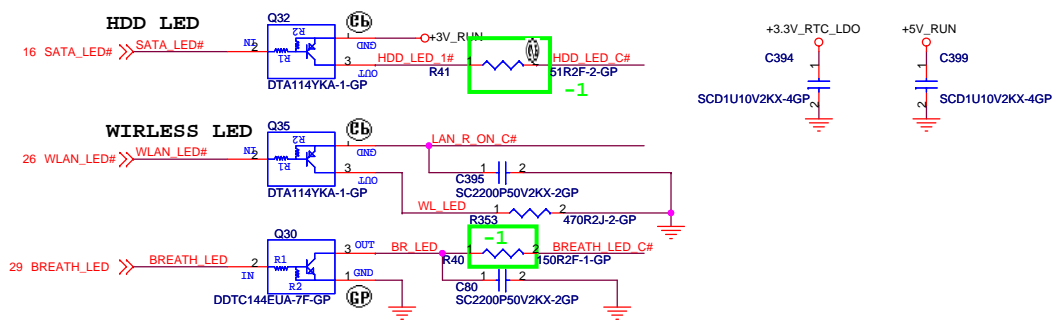 HDD LED
Q32
Cb
16 SATA_LED#
SATA_LED#
IN
2
R1
R2
1
GND
+3V_RUN
3
OUT
HDD_LED_1#
1
HDD_LED_C#
R41
51R2F-2-GP
-1
DTA114YKA-1-GP
WIRLESS LED
Q35
Cb
26 WLAN_LED#
WLAN_LED#
IN
2
R1
R2
1
GND
LAN_R_ON_C#
3
OUT
1
2
C395
SC2200P50V2KX-2GP
DTA114YKA-1-GP
WL_LED
1
2
R353
470R2J-2-GP
Q30
29 BREATH_LED
BREATH_LED
2
IN
R1
R2
3
OUT
BR_LED
1
-1
2
BREATH_LED_C#
R40
150R2F-1-GP
1
GND
GP
1
2
C80
SC2200P50V2KX-2GP
DDTC144EUA-7F-GP
+3.3V_RTC_LDO
C394
1
2
SCD1U10V2KX-4GP
+5V_RUN
C399
1
2
SCD1U10V2KX-4GP